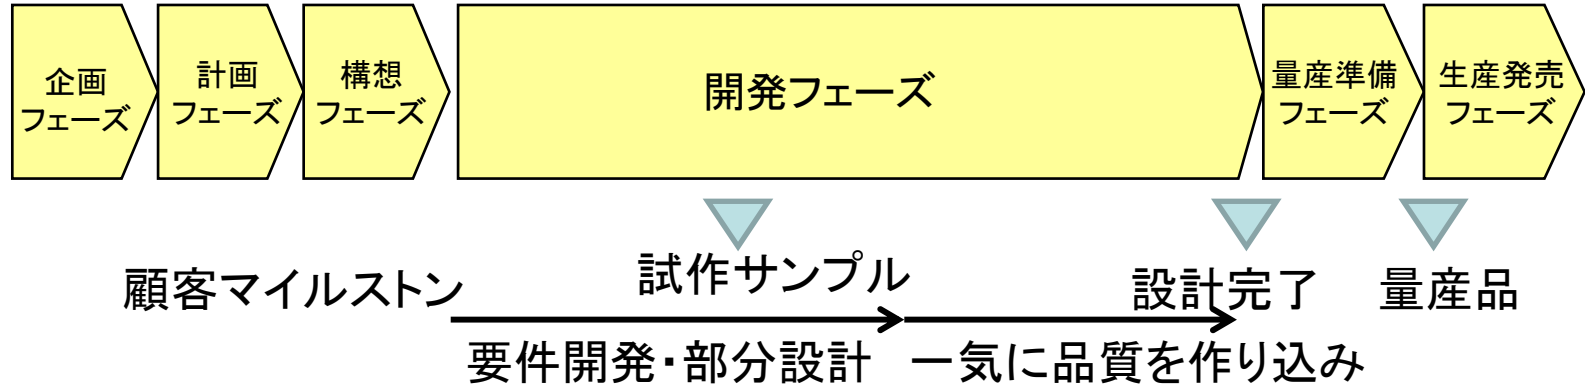 企画
フェーズ
計画
フェーズ
構想
フェーズ
開発フェーズ
量産準備
フェーズ
生産発売
フェーズ
顧客マイルストン
試作サンプル
設計完了
量産品
要件開発・部分設計
一気に品質を作り込み